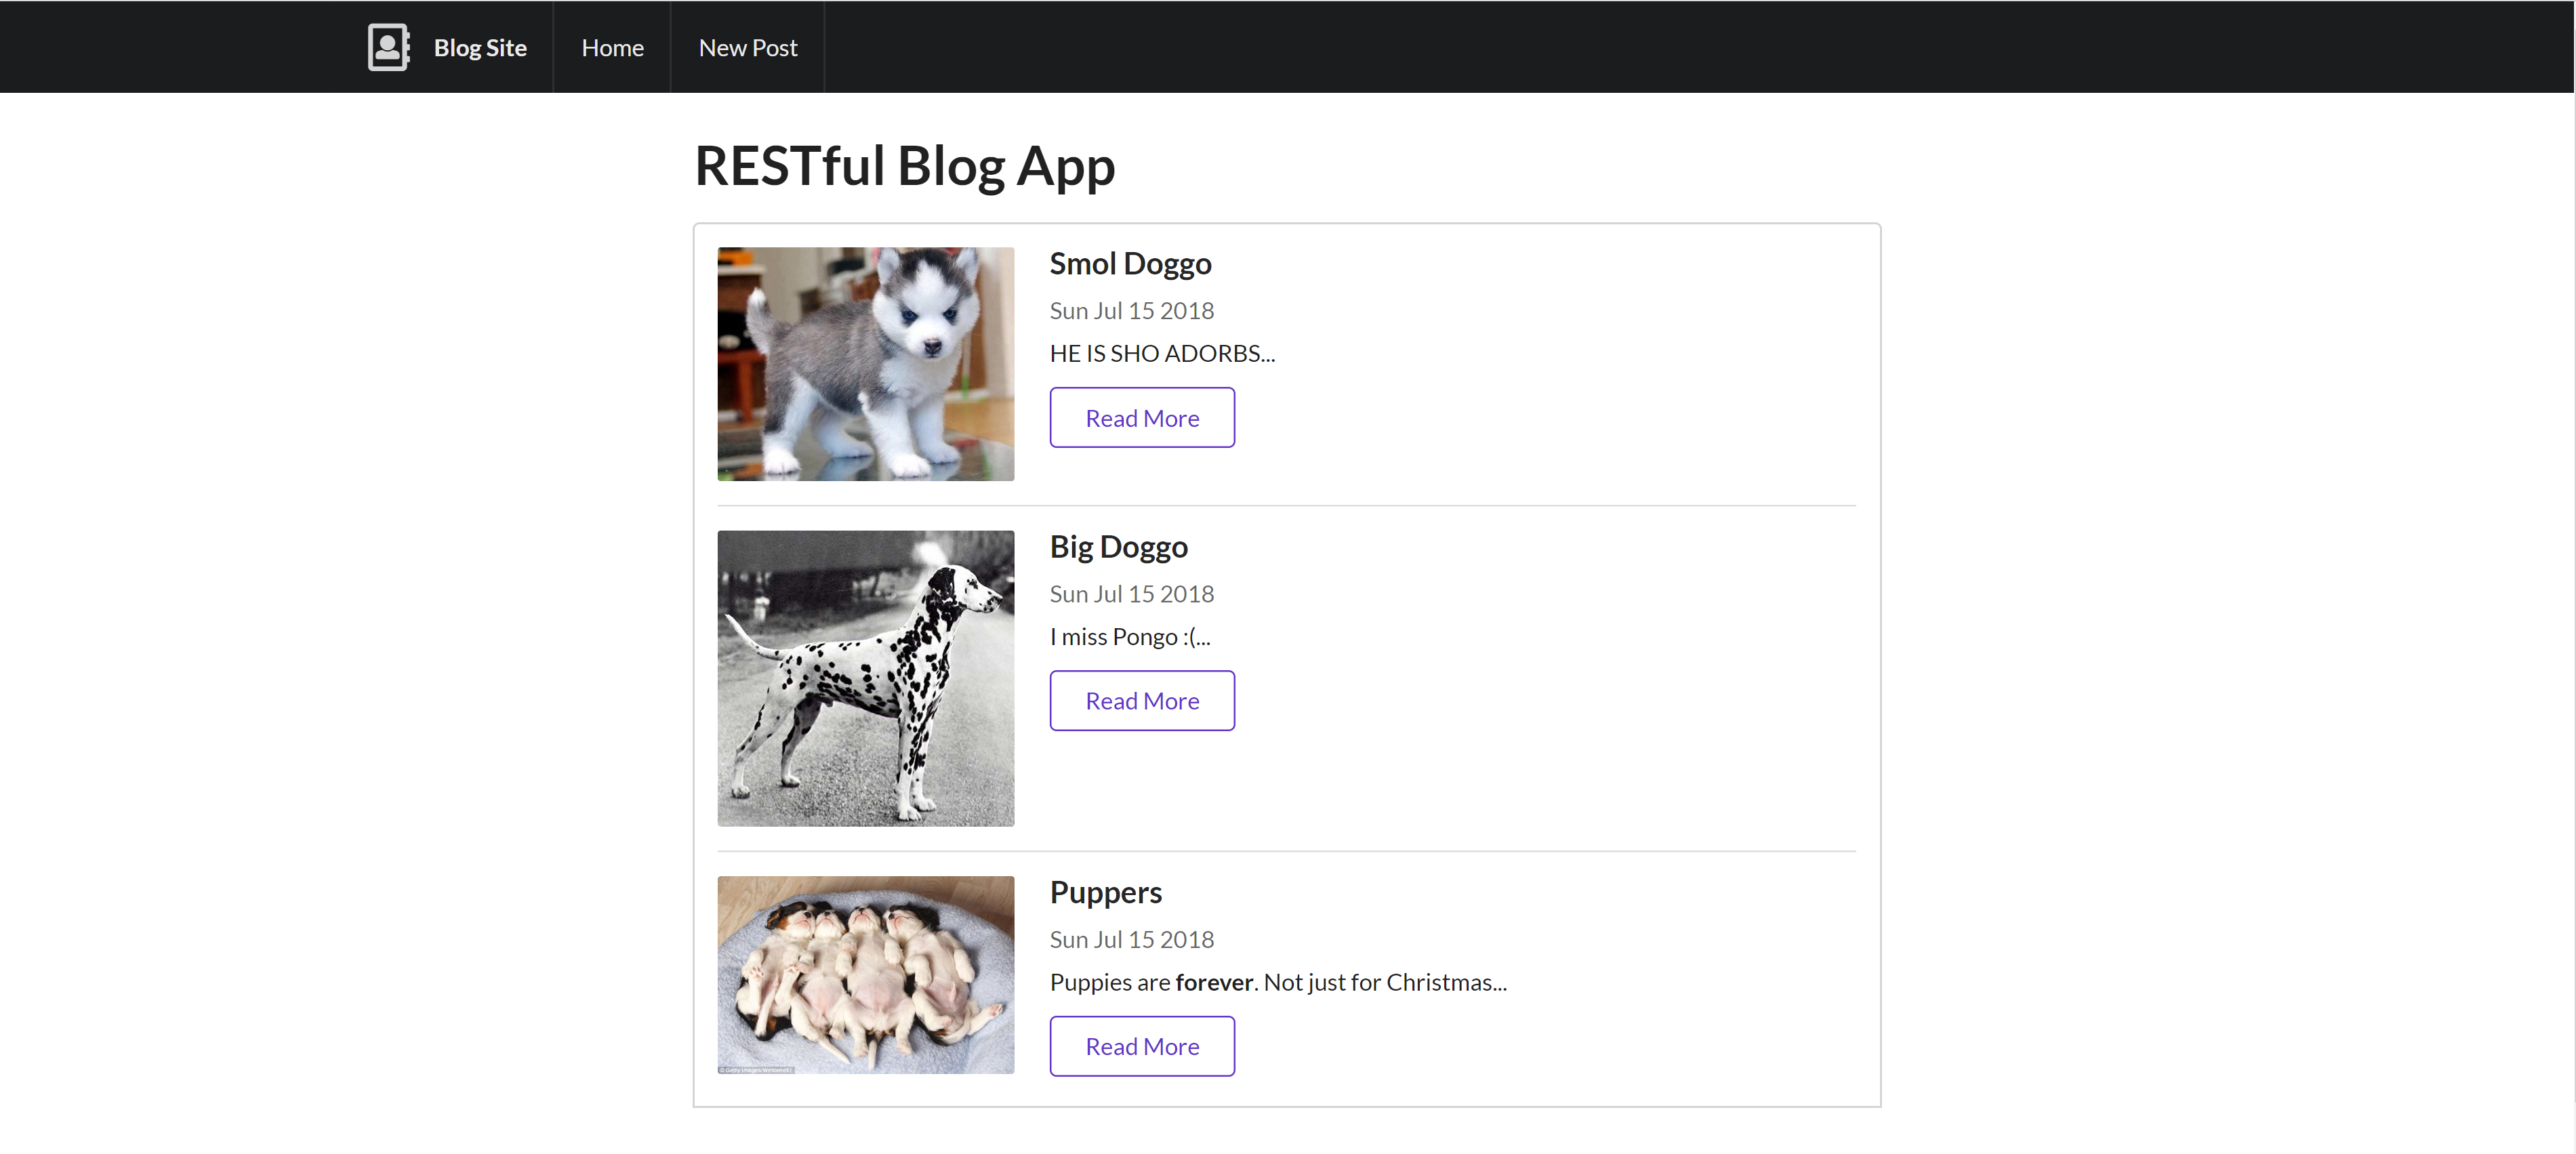 Blog Site
Home
New Post
RESTful Blog App
Smol Doggo
Sun Jul 15 2018
HE IS SHO ADORBS...
Read More
Big Doggo
Sun Jul 15 2018
I miss Pongo :(...
Read More
Puppers
Sun Jul 15 2018
Puppies are forever. Not just for Christmas...
Read More